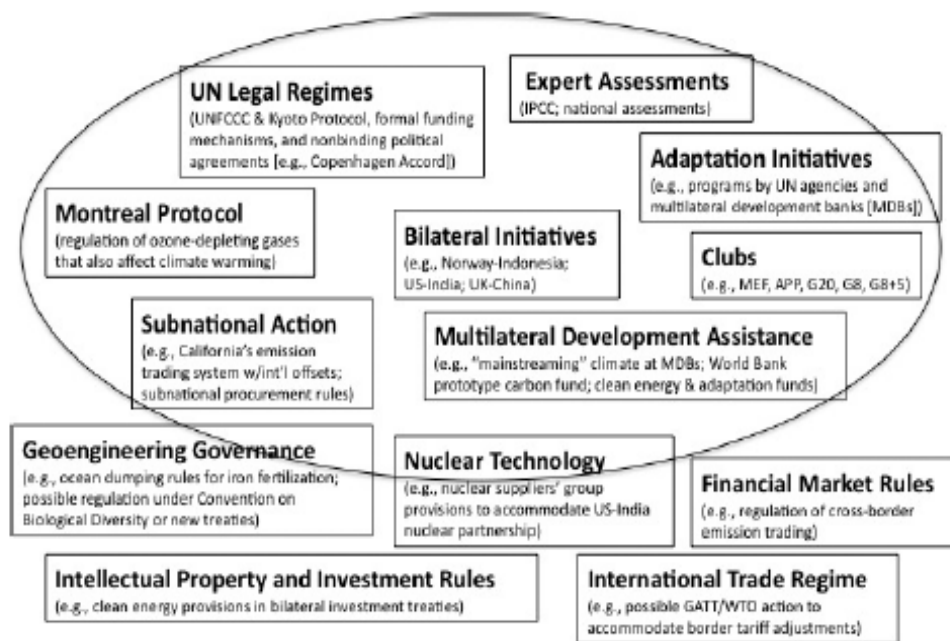 UN Legal Regimes
(UNFCCC & Kyoto Protocol, formal funding
mechanisms, and nonbinding political
agreements [e.g., Copenhagen Accord])
Expert Assessments
(IPCC; national assessments)
Adaptation Initiatives
(e.g., programs by UN agencies and
multilateral development banks [MDBs])
Montreal Protocol
(regulation of ozone-depleting gases
that also affect climate warming)
Bilateral Initiatives
(e.g., Norway-Indonesia;
US-India; UK-China)
Clubs
(e.g., MEF, APP, G20, G8, G8+5)
Subnational Action
(e.g., California's emission
trading system w/int'l offsets;
subnational procurement rules)
Multilateral Development Assistance
(e.g., "mainstreaming" climate at MDBs; World Bank
prototype carbon fund; clean energy & adaptation funds)
Geoengineering Governance
(e.g., ocean dumping rules for iron fertilization;
possible regulation under Convention on
Biological Diversity or new treaties)
Nuclear Technology
(e.g., nuclear suppliers' group
provisions to accommodate US-India
nuclear partnership)
Financial Market Rules
(e.g., regulation of cross-border
emission trading)
Intellectual Property and Investment Rules
(e.g., clean energy provisions in bilateral investment treaties)
International Trade Regime
(e.g., possible GATT/WTO action to
accommodate border tariff adjustments)